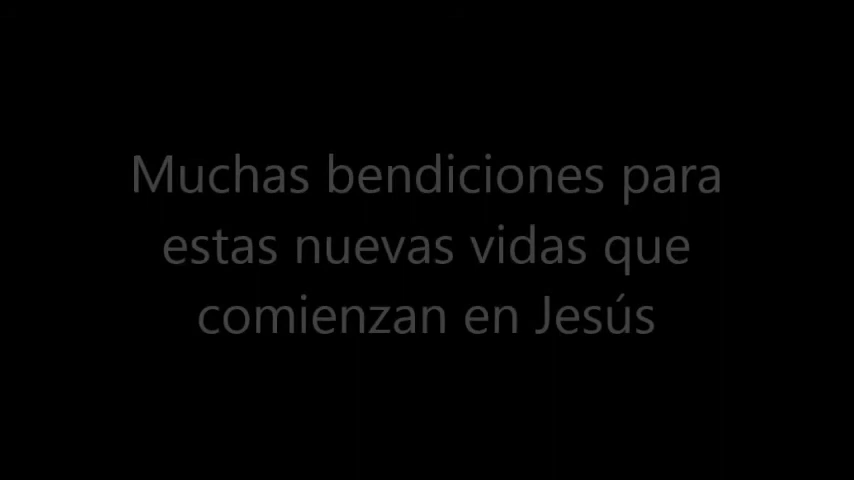 Muchas bendiciones para
estas nuevas vidas que
comienzan en Jesús